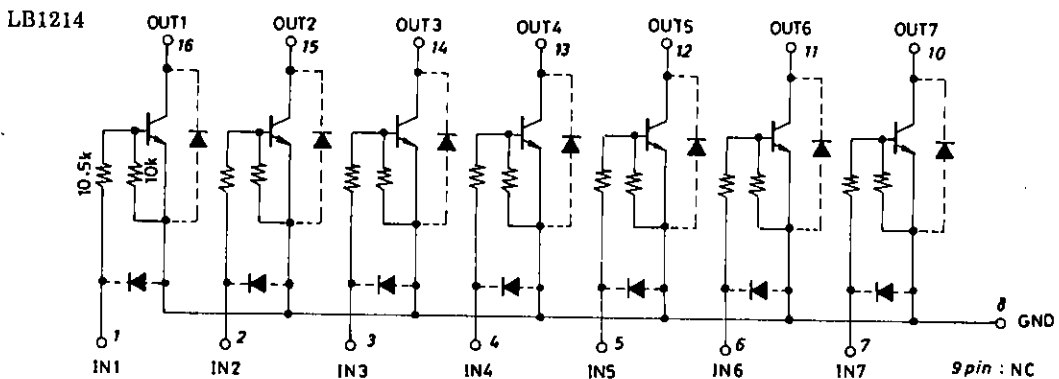 LB1214
OUT1 OUT2 OUT3 OUT4 OUT5 OUT6 OUT7
16 15 14 13 12 11 10
10.5k 10k
8 GND
1 2 3 4 5 6 7
IN1 IN2 IN3 IN4 IN5 IN6 IN7 9pin : NC